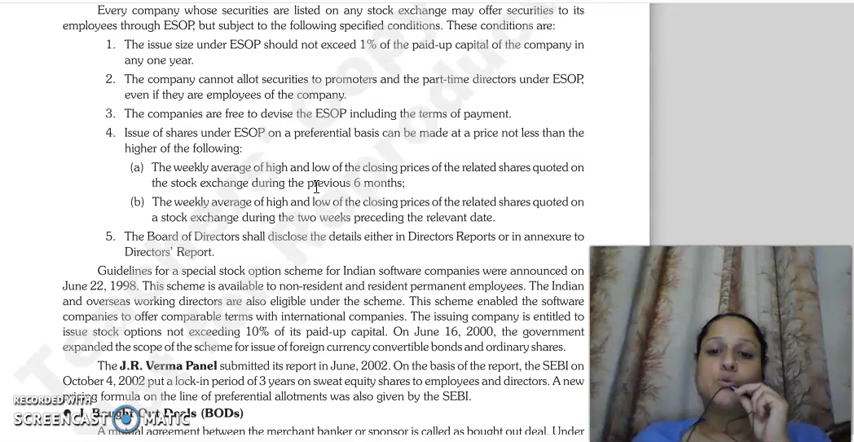 Every company whose securities are listed on any stock exchange may offer securities to its
employees through ESOP, but subject to the following specified conditions. These conditions are:
1. The issue size under ESOP should not exceed 1% of the paid-up capital of the company in
any one year.
2. The company cannot allot securities to promoters and the part-time directors under ESOP,
even if they are employees of the company.
3. The companies are free to devise the ESOP including the terms of payment.
4. Issue of shares under ESOP on a preferential basis can be made at a price not less than the
higher of the following:
(a) The weekly average of high and low of the closing prices of the related shares quoted on
the stock exchange during the previous 6 months;
(b) The weekly average of high and low of the closing prices of the related shares quoted on
a stock exchange during the two weeks preceding the relevant date.
5. The Board of Directors shall disclose the details either in Directors Reports or in annexure to
Directors' Report.
Guidelines for a special stock option scheme for Indian software companies were announced on
June 22, 1998. This scheme is available to non-resident and resident permanent employees. The Indian
and overseas working directors are also eligible under the scheme. This scheme enabled the software
companies to offer comparable terms with international companies. The issuing company is entitled to
issue stock options not exceeding 10% of its paid-up capital. On June 16, 2000, the government
expanded the scope of the scheme for issue of foreign currency convertible bonds and ordinary shares.
The J.R. Verma Panel submitted its report in June, 2002. On the basis of the report, the SEBI on
October 4, 2002 put a lock-in period of 3 years on sweat equity shares to employees and directors. A new
pricing formula on the line of preferential allotments was also given by the SEBI.
J. Bought Out Deals (BODs)
A mutual agreement between the merchant banker or sponsor is called as bought out deal. Under
RECORDED WITH
SCREENCAST MATIC